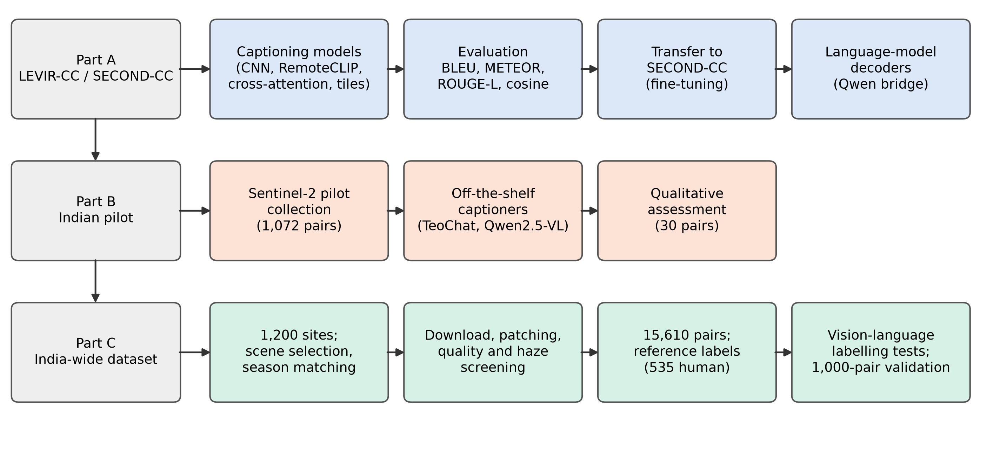 Part A
LEVIR-CC / SECOND-CC
Captioning models
(CNN, RemoteCLIP,
cross-attention, tiles)
Evaluation
BLEU, METEOR,
ROUGE-L, cosine
Transfer to
SECOND-CC
(fine-tuning)
Language-model
decoders
(Qwen bridge)
Part B
Indian pilot
Sentinel-2 pilot
collection
(1,072 pairs)
Off-the-shelf
captioners
(TeoChat, Qwen2.5-VL)
Qualitative
assessment
(30 pairs)
Part C
India-wide dataset
1,200 sites;
scene selection,
season matching
Download, patching,
quality and haze
screening
15,610 pairs;
reference labels
(535 human)
Vision-language
labelling tests;
1,000-pair validation